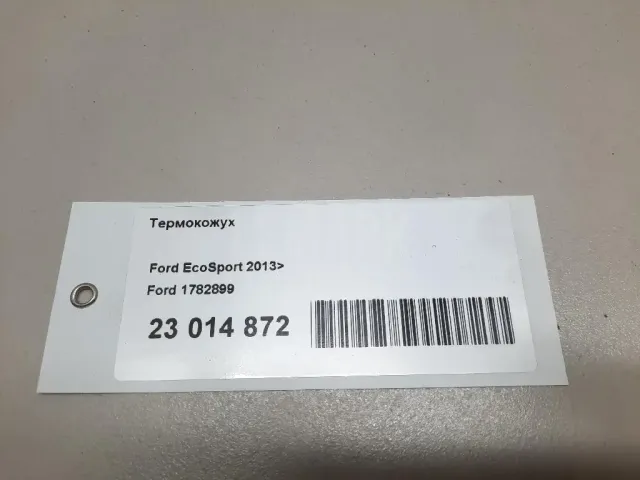 Термокожух
Ford EcoSport 2013>
Ford 1782899
23 014 872